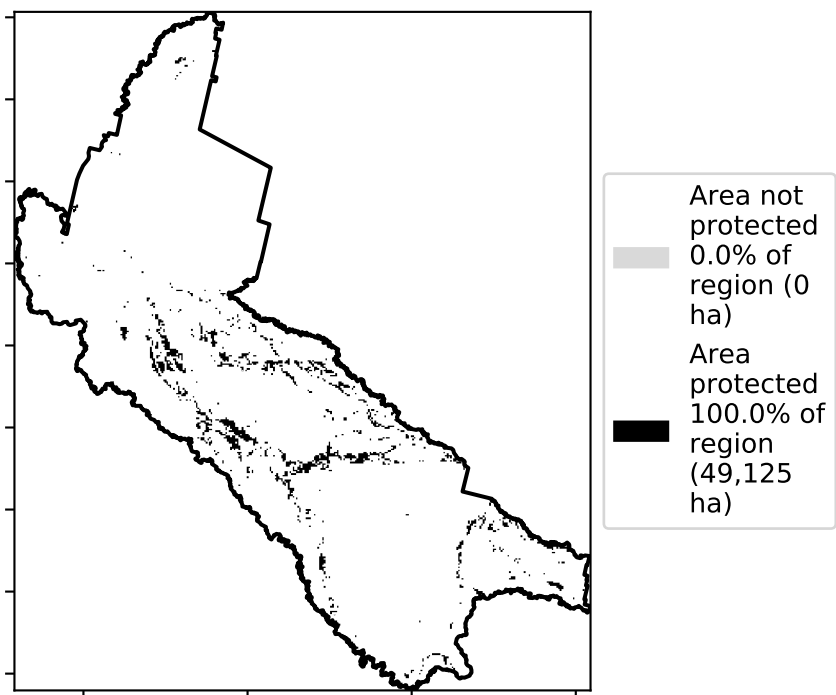 Area not
protected
0.0% of
region (0
ha)
Area
protected
100.0% of
region
(49,125
ha)